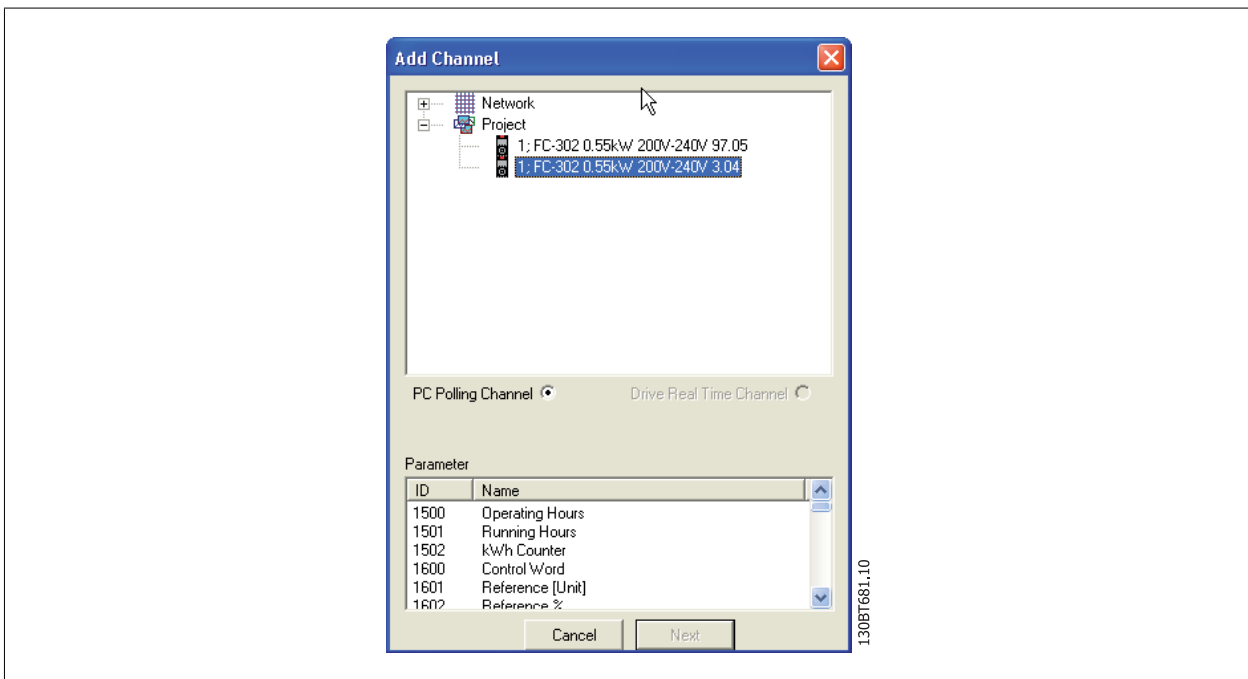 Add Channel
Network
Project
1; FC-302 0.55kW 200V-240V 97.05
1; FC-302 0.55kW 200V-240V 3.04
PC Polling Channel Drive Real Time Channel
Parameter
ID Name
1500 Operating Hours
1501 Running Hours
1502 kWh Counter
1600 Control Word
1601 Reference [Unit]
1602 Reference %
Cancel Next
130BT681.10